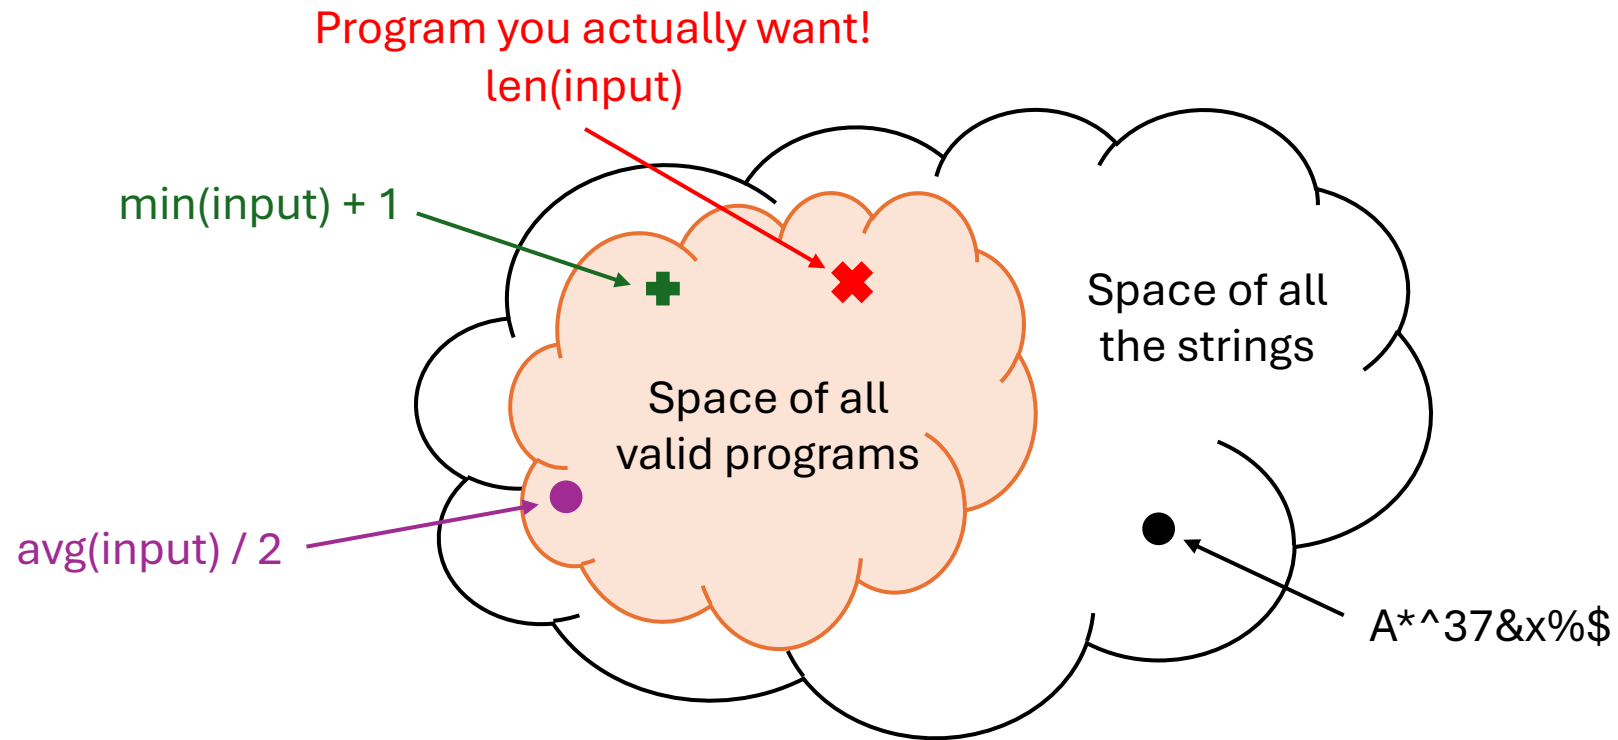 Program you actually want!
len(input)
min(input) + 1
Space of all
the strings
Space of all
valid programs
avg(input) / 2
A*^37&x%$